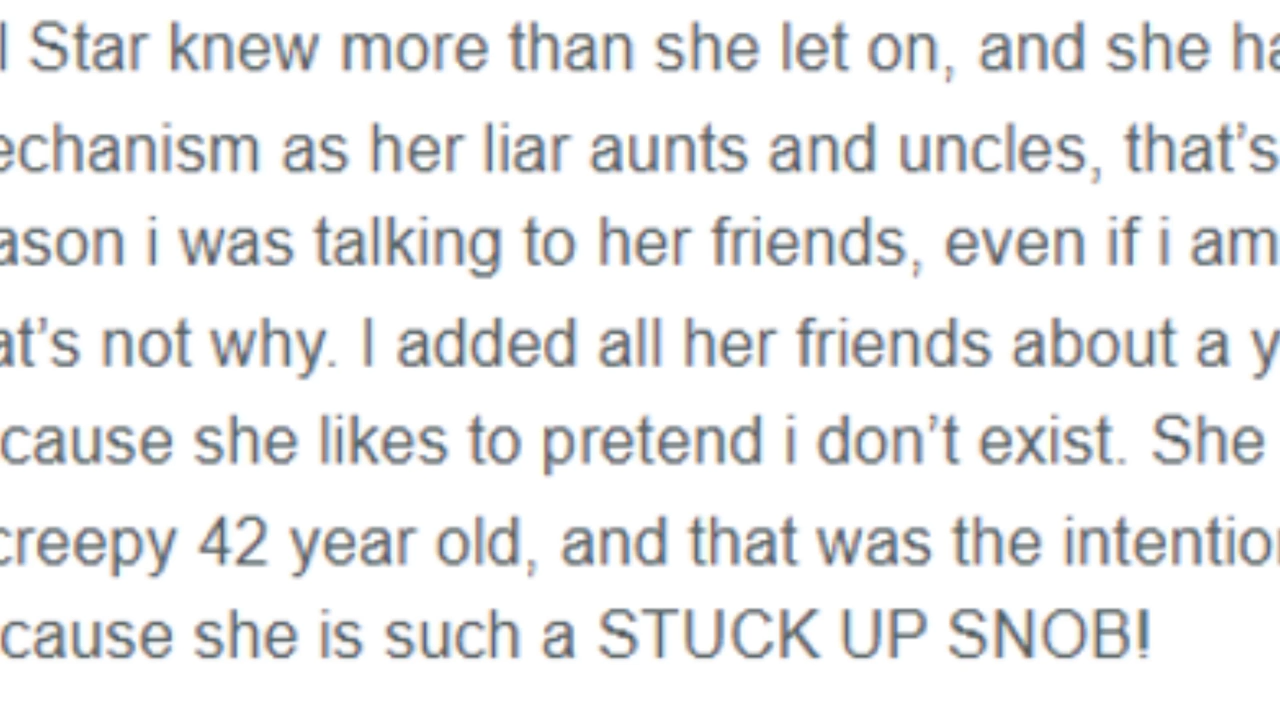 l Star knew more than she let on, and she ha
echanism as her liar aunts and uncles, that’s
ason i was talking to her friends, even if i am
at’s not why. I added all her friends about a y
cause she likes to pretend i don’t exist. She
creepy 42 year old, and that was the intention
cause she is such a STUCK UP SNOB!